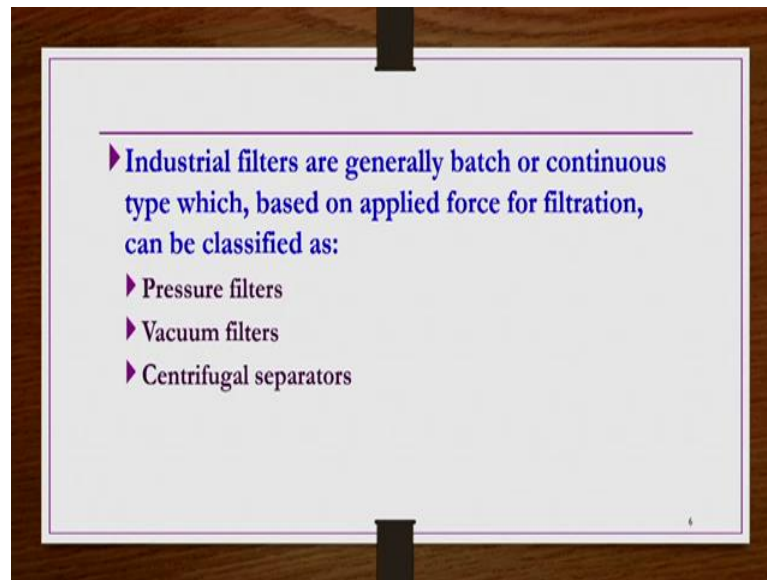 Industrial filters are generally batch or continuous
type which, based on applied force for filtration,
can be classified as:
Pressure filters
Vacuum filters
Centrifugal separators
6